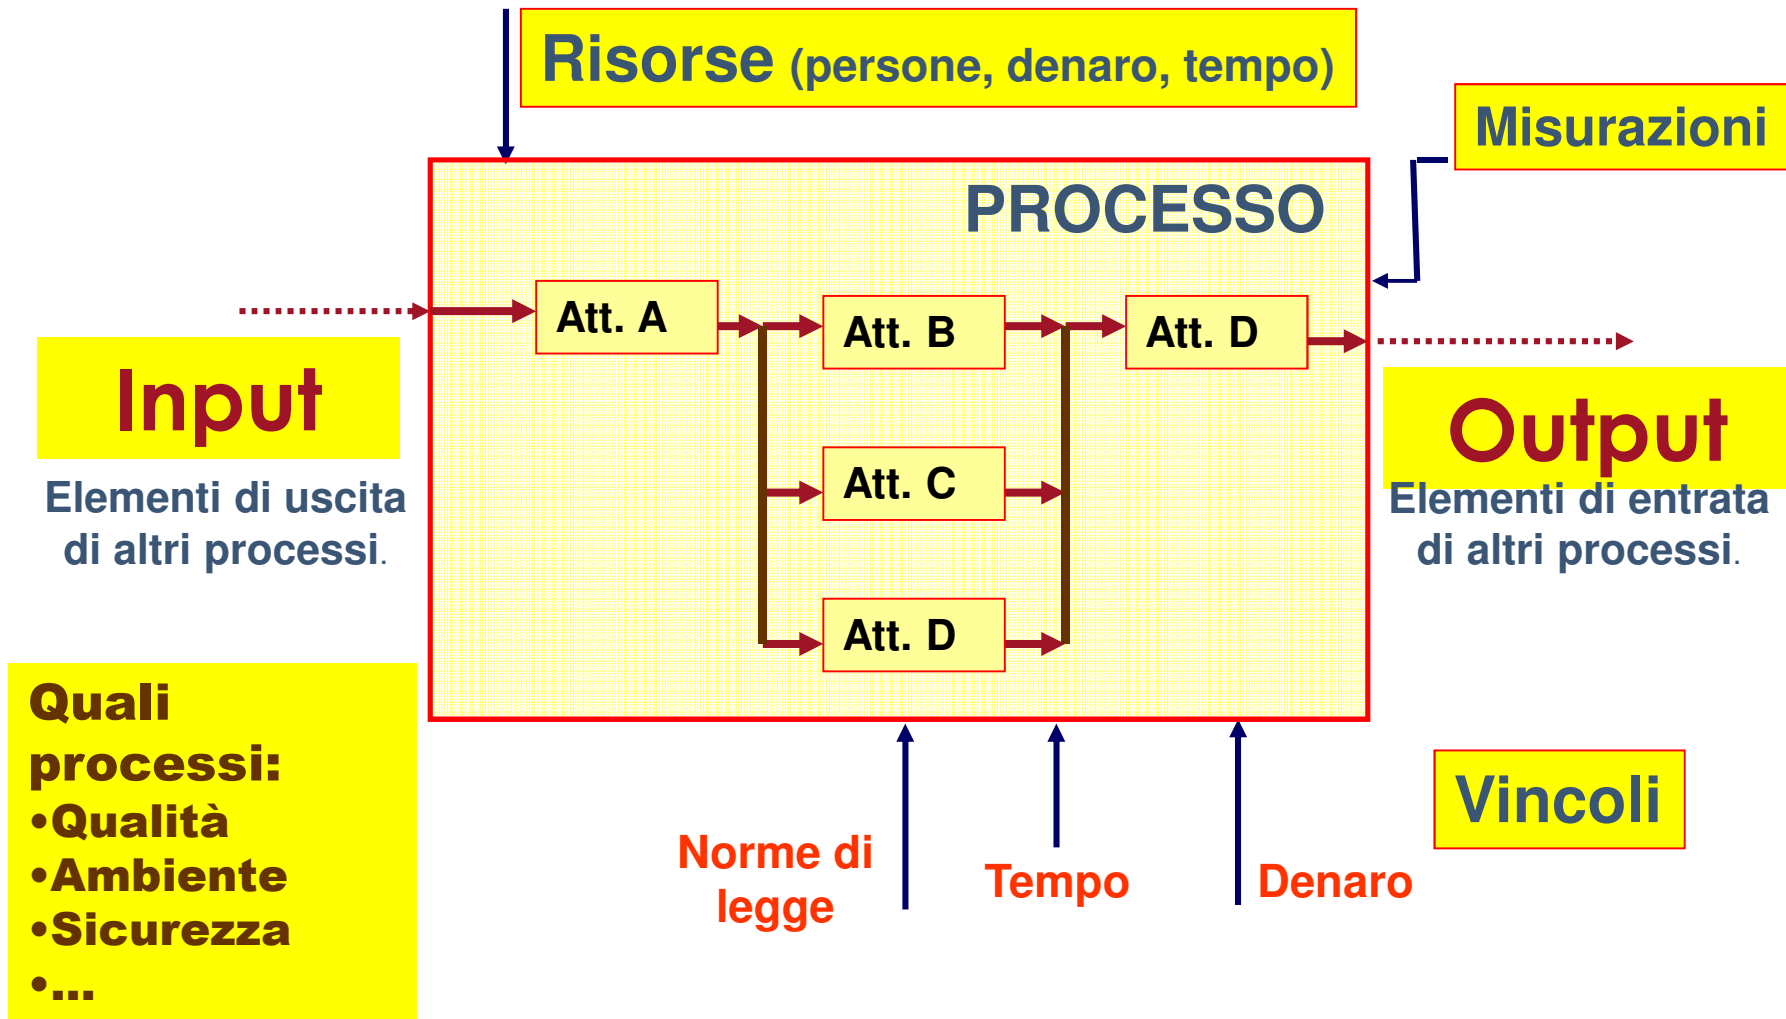 Risorse (persone, denaro, tempo)
Misurazioni
PROCESSO
Att. A
Att. B
Att. D
Att. C
Att. D
Input
Elementi di uscita
di altri processi.
Output
Elementi di entrata
di altri processi.
Quali
processi:
•Qualità
•Ambiente
•Sicurezza
•...
Norme di
legge
Tempo
Denaro
Vincoli